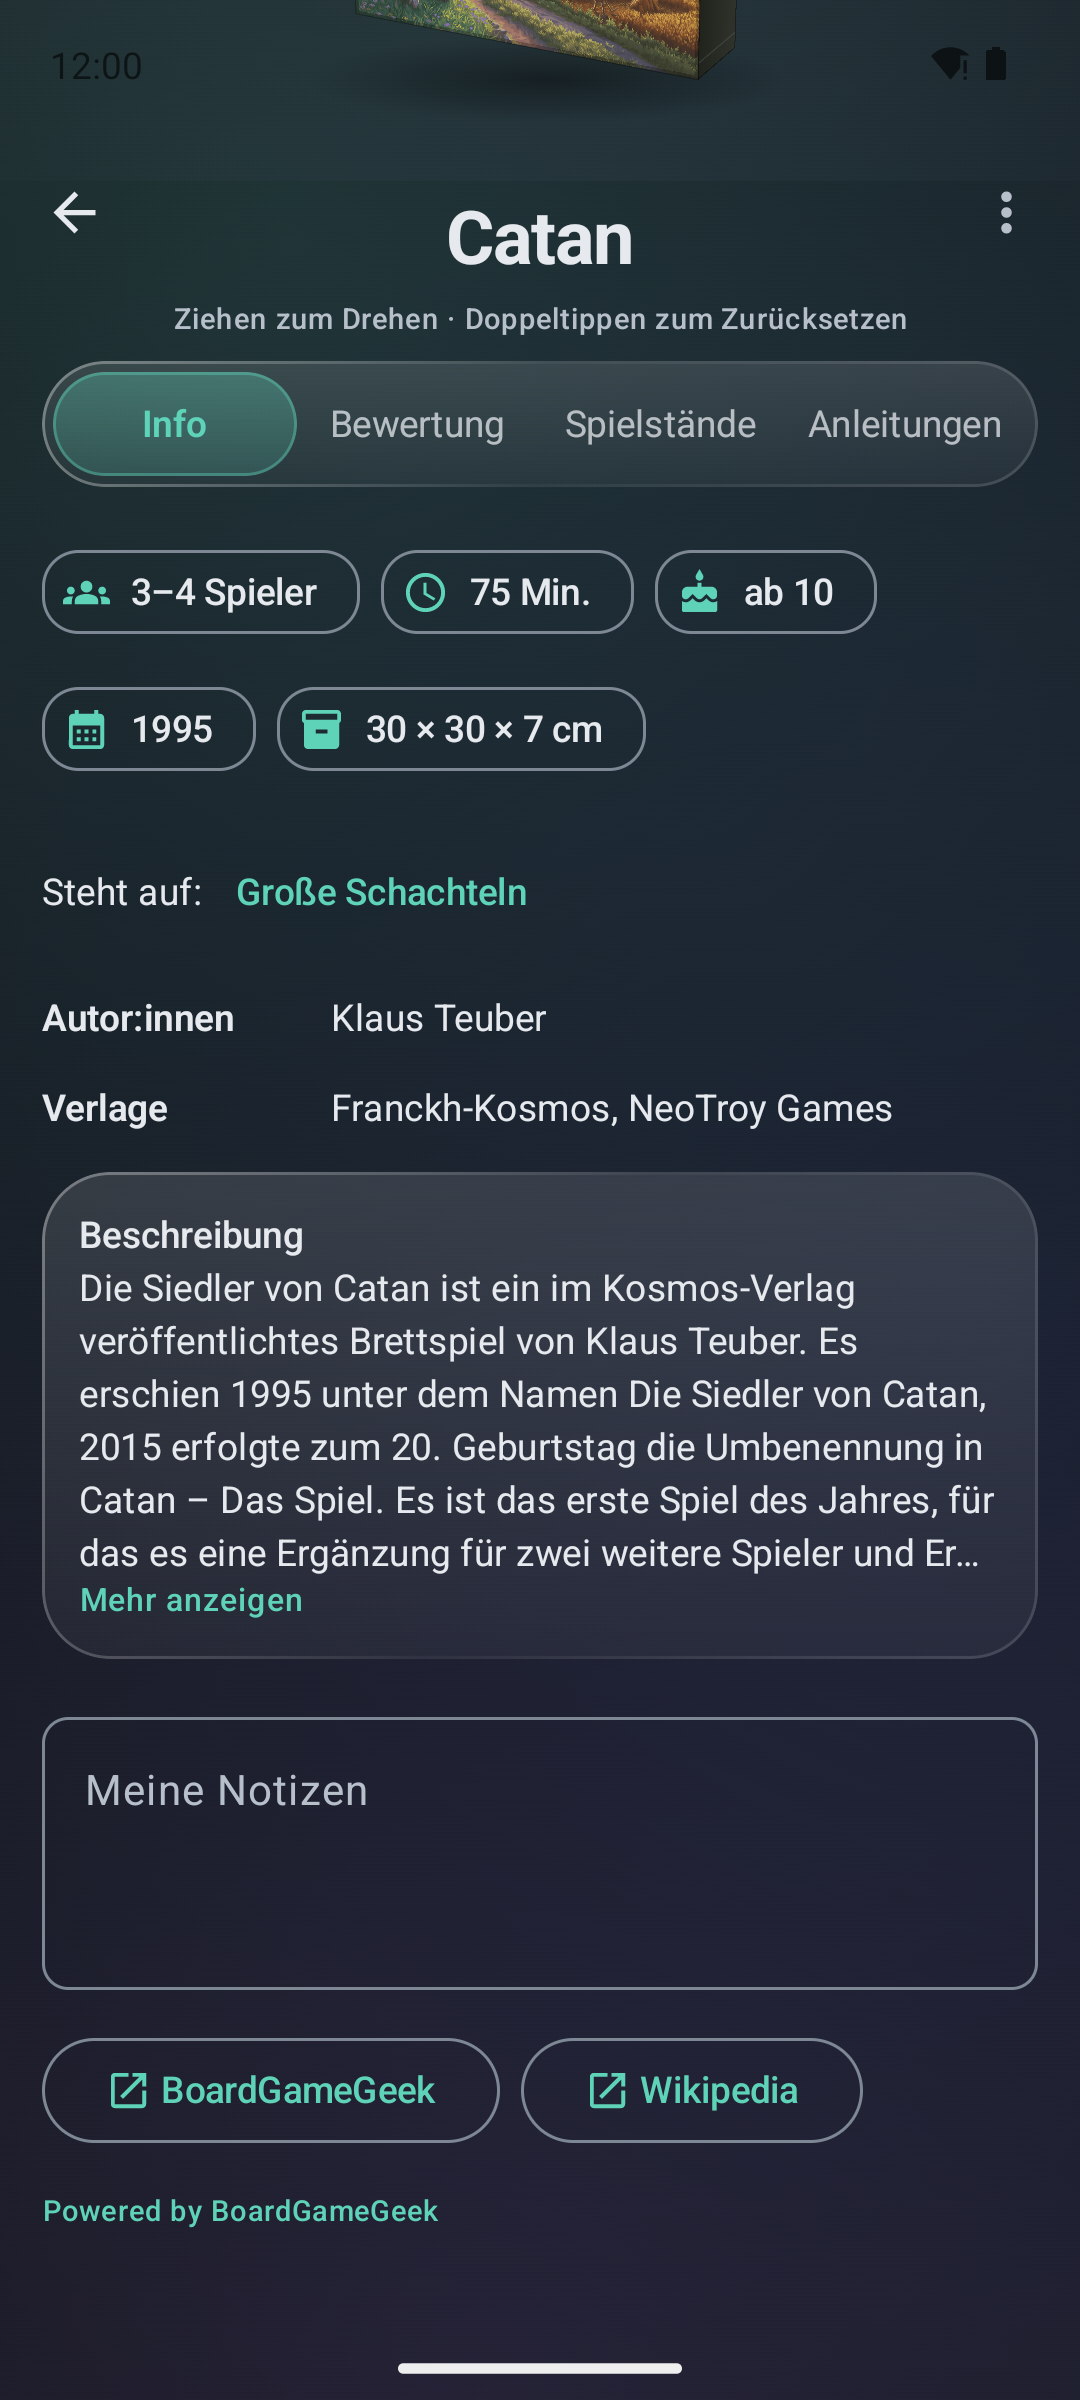 12:00
Catan
Ziehen zum Drehen · Doppeltippen zum Zurücksetzen
Info Bewertung Spielstände Anleitungen
3–4 Spieler 75 Min. ab 10
1995 30 × 30 × 7 cm
Steht auf: Große Schachteln
Autor:innen Klaus Teuber
Verlage Franckh-Kosmos, NeoTroy Games
Beschreibung
Die Siedler von Catan ist ein im Kosmos-Verlag
veröffentlichtes Brettspiel von Klaus Teuber. Es
erschien 1995 unter dem Namen Die Siedler von Catan,
2015 erfolgte zum 20. Geburtstag die Umbenennung in
Catan – Das Spiel. Es ist das erste Spiel des Jahres, für
das es eine Ergänzung für zwei weitere Spieler und Er…
Mehr anzeigen
Meine Notizen
BoardGameGeek Wikipedia
Powered by BoardGameGeek